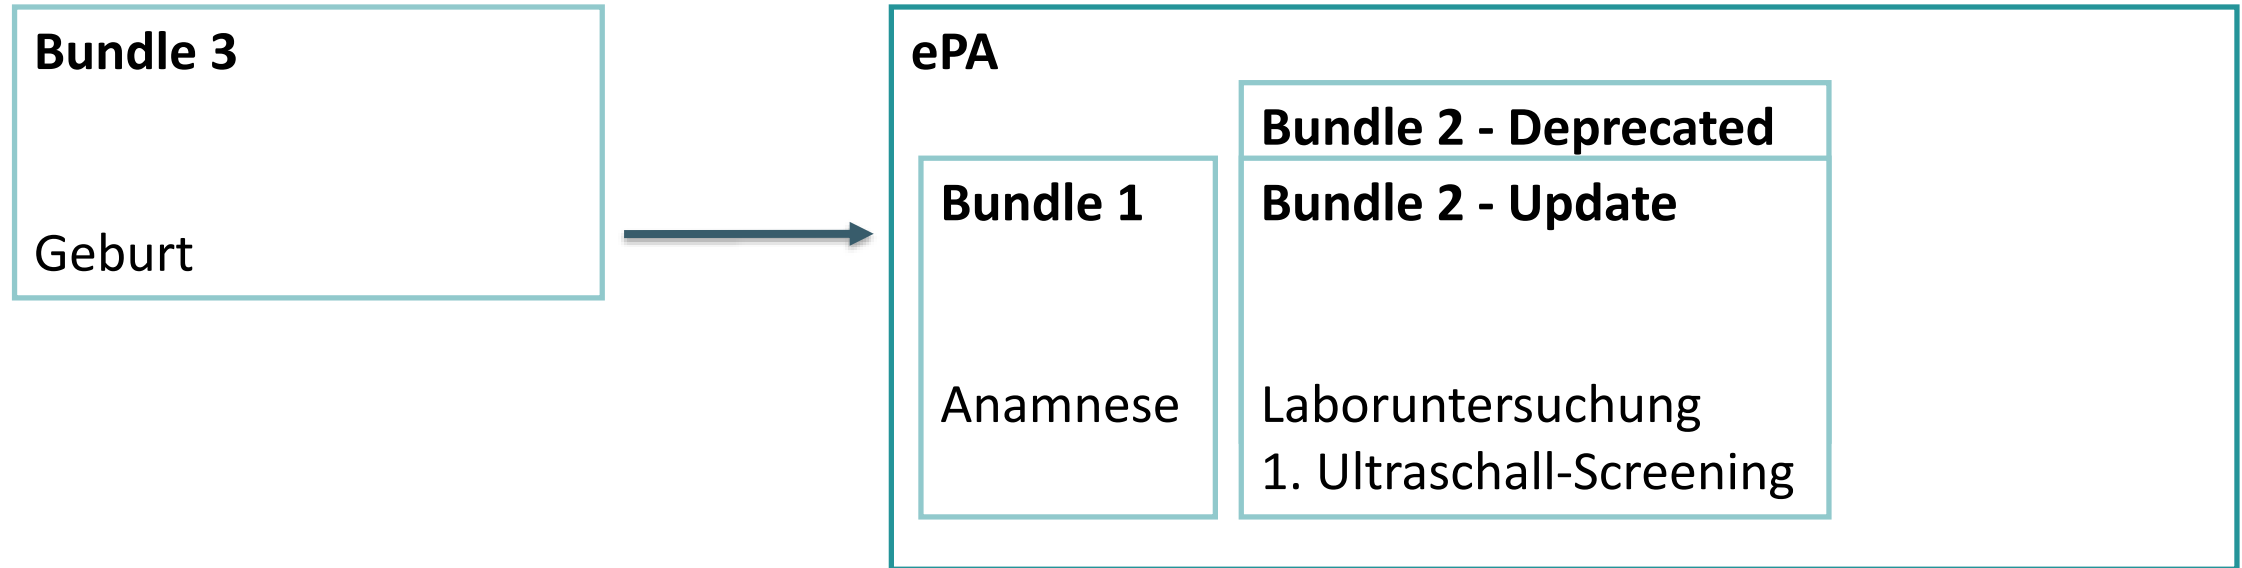 Bundle 3
Geburt
ePA
Bundle 2 - Deprecated
Bundle 1
Anamnese
Bundle 2 - Update
Laboruntersuchung
1. Ultraschall-Screening